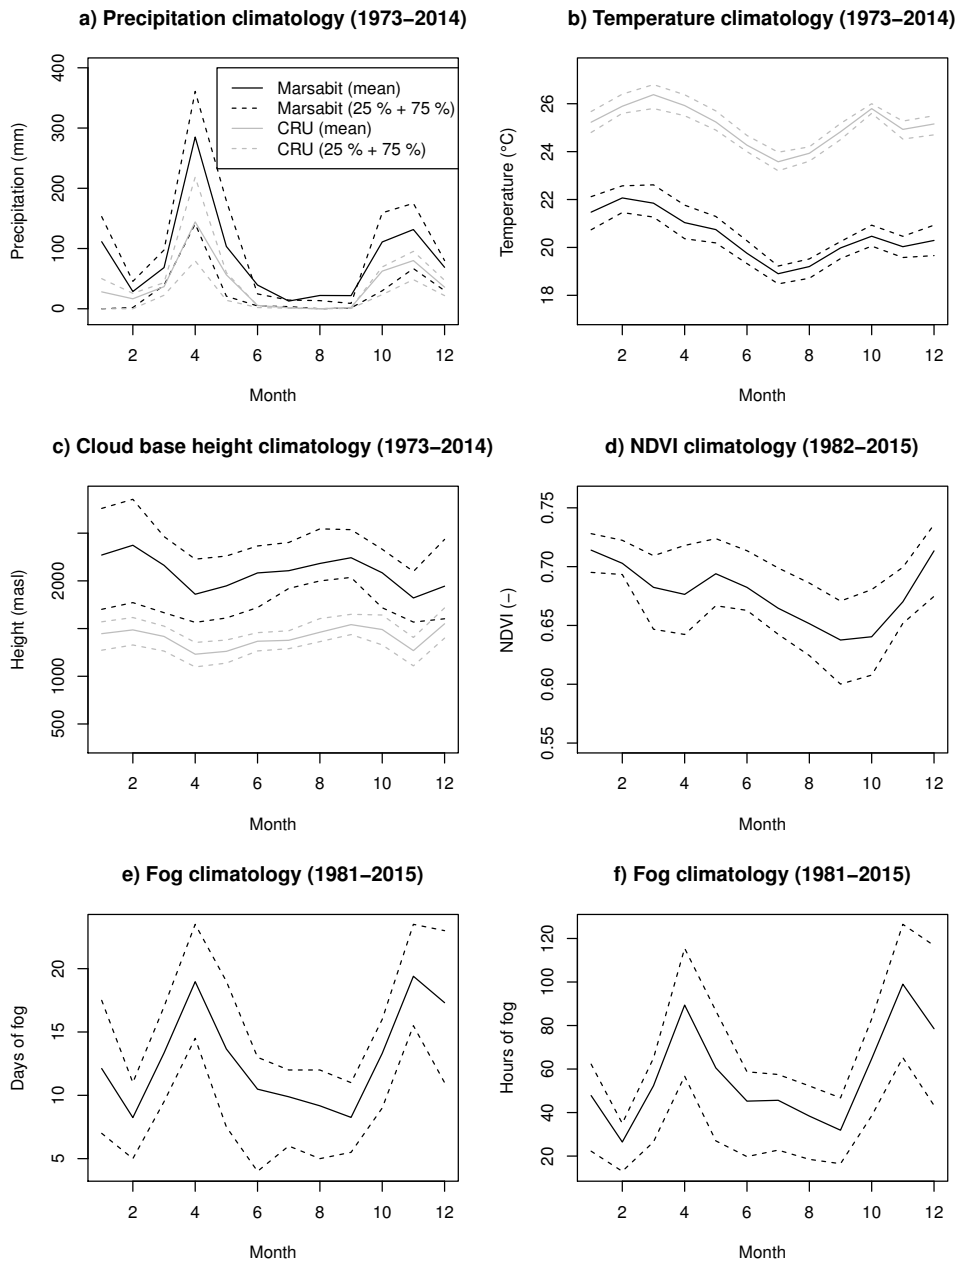 a) Precipitation climatology (1973−2014)
400
300
200
100
0
Precipitation (mm)
Marsabit (mean)
Marsabit (25 % + 75 %)
CRU (mean)
CRU (25 % + 75 %)
2 4 6 8 10 12
Month
b) Temperature climatology (1973−2014)
26
24
22
20
18
Temperature (°C)
2 4 6 8 10 12
Month
c) Cloud base height climatology (1973−2014)
2000
1000
500
Height (masl)
2 4 6 8 10 12
Month
d) NDVI climatology (1982−2015)
0.75
0.70
0.65
0.60
0.55
NDVI (−)
2 4 6 8 10 12
Month
e) Fog climatology (1981−2015)
20
15
10
5
Days of fog
2 4 6 8 10 12
Month
f) Fog climatology (1981−2015)
120
100
80
60
40
20
Hours of fog
2 4 6 8 10 12
Month